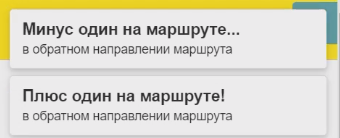 Минус один на маршруте...
в обратном направлении маршрута
Плюс один на маршруте!
в обратном направлении маршрута